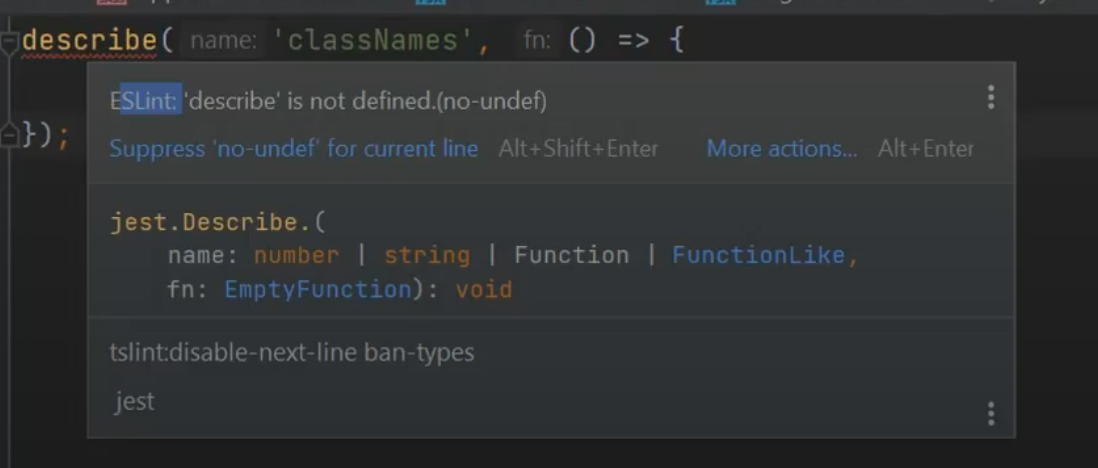 describe( name: 'classNames', fn: () => {
ESLint: 'describe' is not defined.(no-undef)
Suppress 'no-undef' for current line Alt+Shift+Enter More actions... Alt+Enter
});
jest.Describe.(
name: number | string | Function | FunctionLike,
fn: EmptyFunction): void
tslint:disable-next-line ban-types
jest